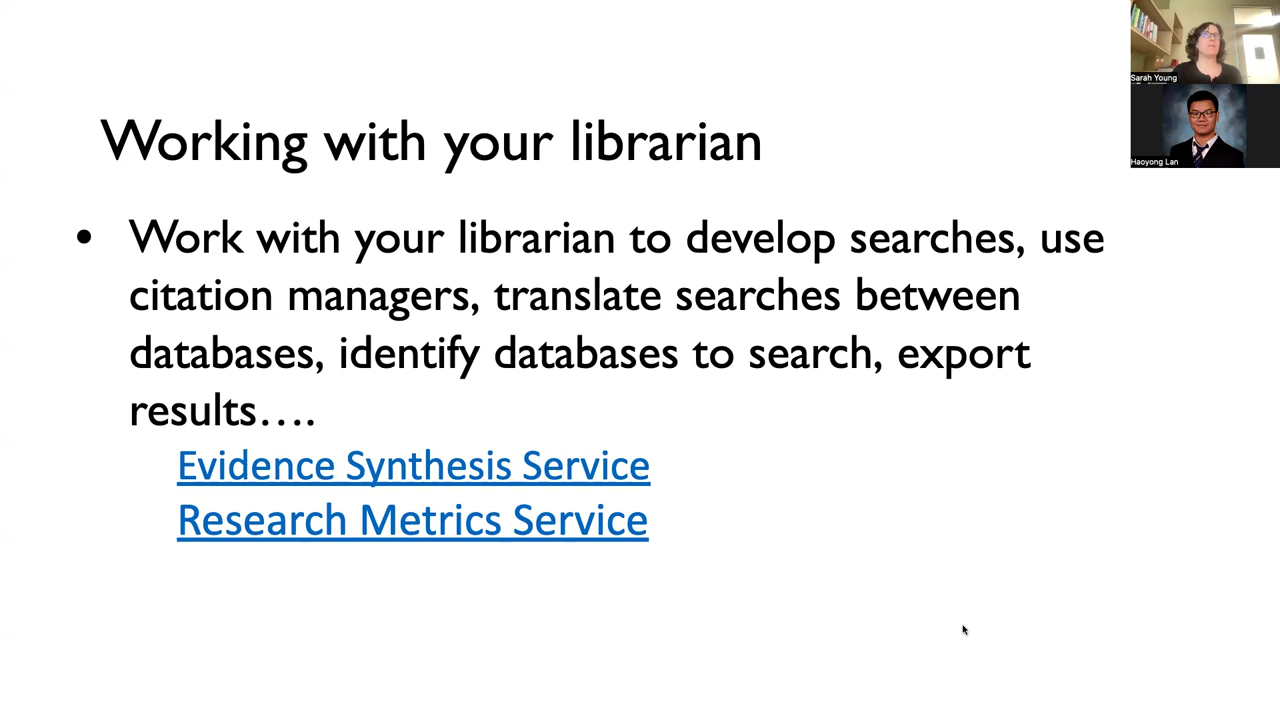 Working with your librarian
• Work with your librarian to develop searches, use
citation managers, translate searches between
databases, identify databases to search, export
results….
Evidence Synthesis Service
Research Metrics Service
Sarah Young
Haoyong Lan